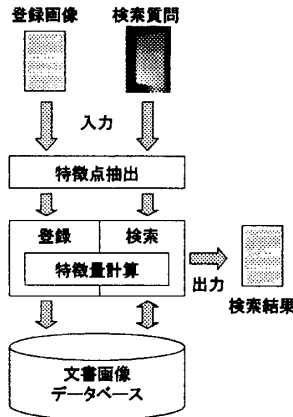 登録画像
検索質問
入力
特徴点抽出
登録
検索
特徴量計算
出力
検索結果
文書画像
データベース